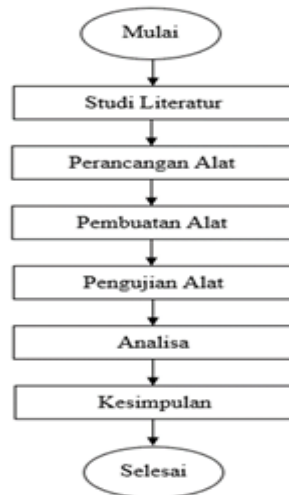 Mulai
Studi Literatur
Perancangan Alat
Pembuatan Alat
Pengujian Alat
Analisa
Kesimpulan
Selesai